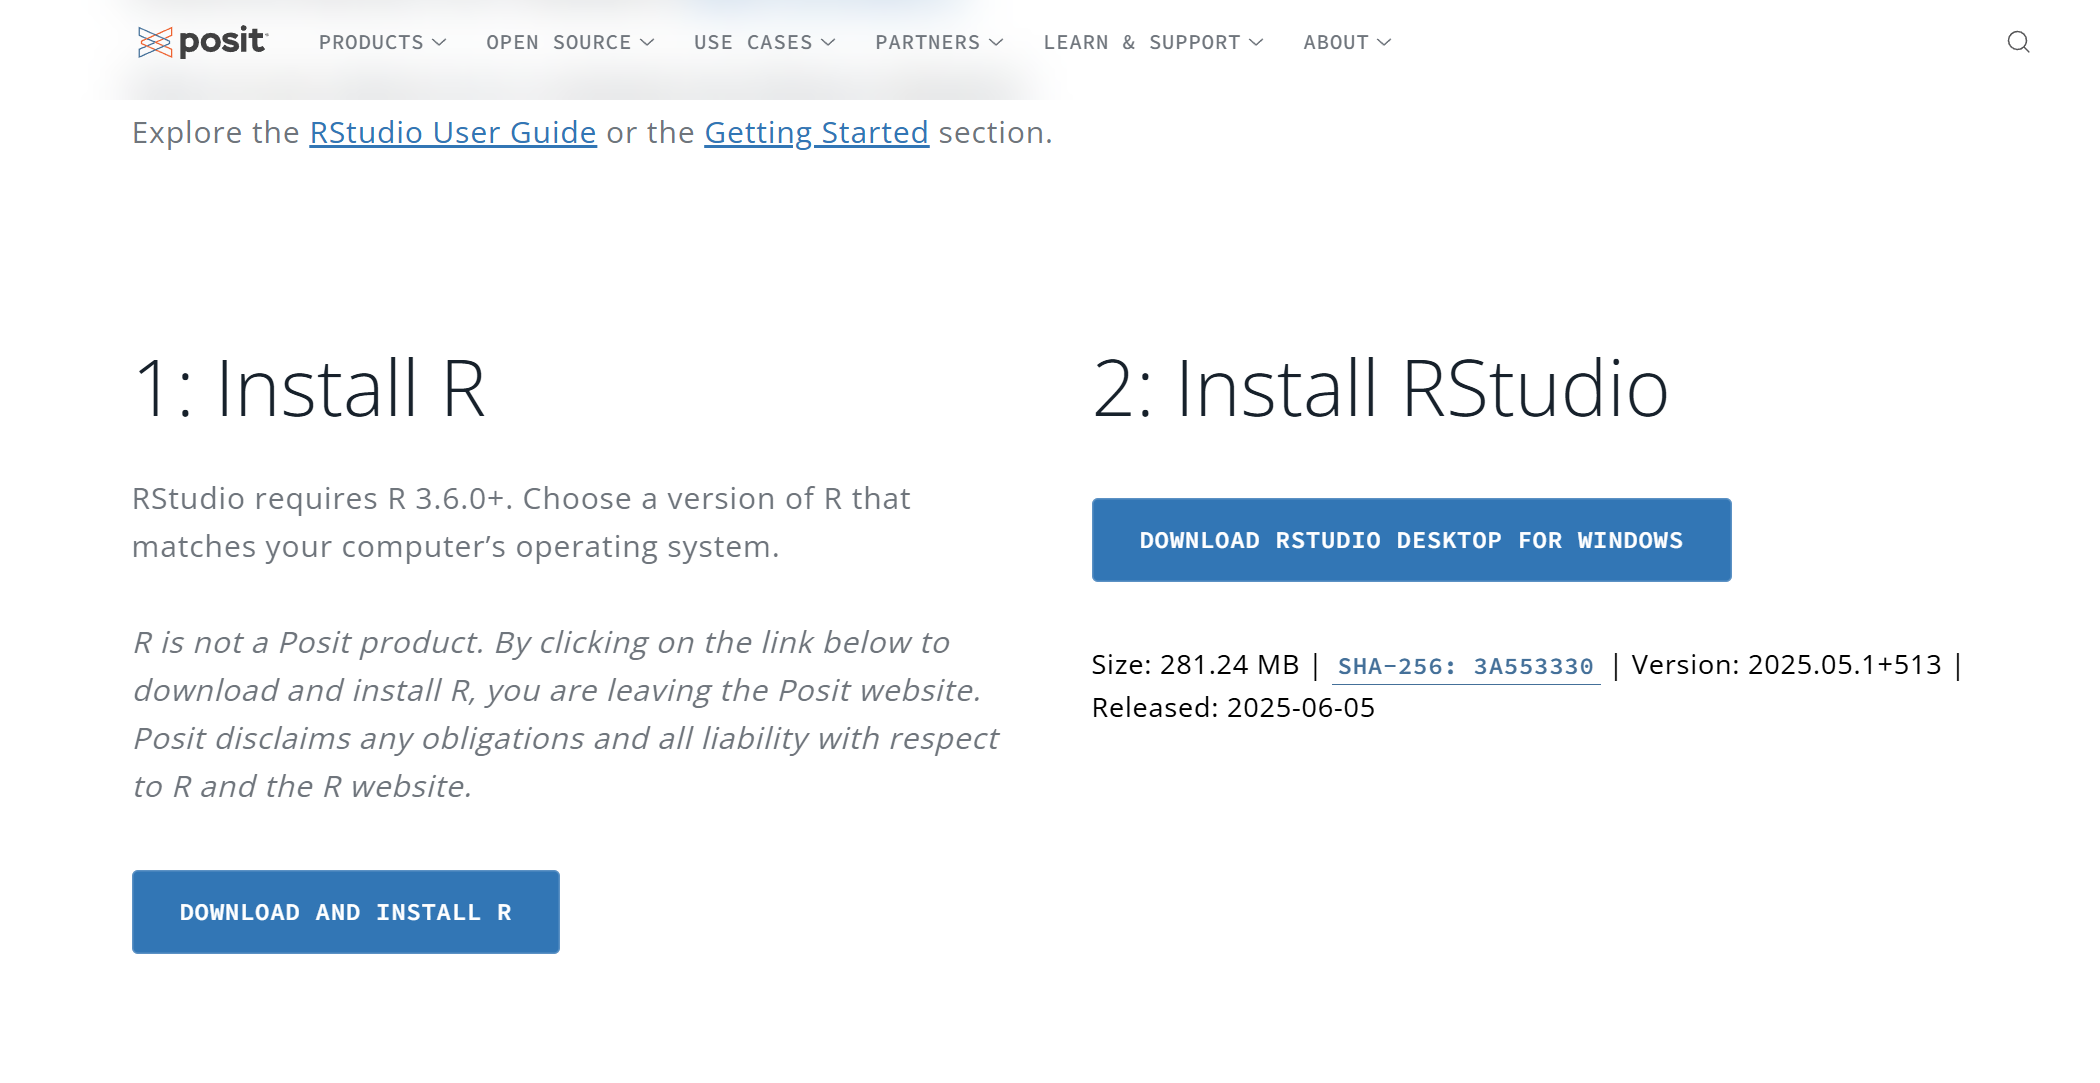 posit
PRODUCTS OPEN SOURCE USE CASES PARTNERS LEARN & SUPPORT ABOUT
Explore the RStudio User Guide or the Getting Started section.
1: Install R
RStudio requires R 3.6.0+. Choose a version of R that
matches your computer’s operating system.
R is not a Posit product. By clicking on the link below to
download and install R, you are leaving the Posit website.
Posit disclaims any obligations and all liability with respect
to R and the R website.
DOWNLOAD AND INSTALL R
2: Install RStudio
DOWNLOAD RSTUDIO DESKTOP FOR WINDOWS
Size: 281.24 MB | SHA-256: 3A553330 | Version: 2025.05.1+513 |
Released: 2025-06-05